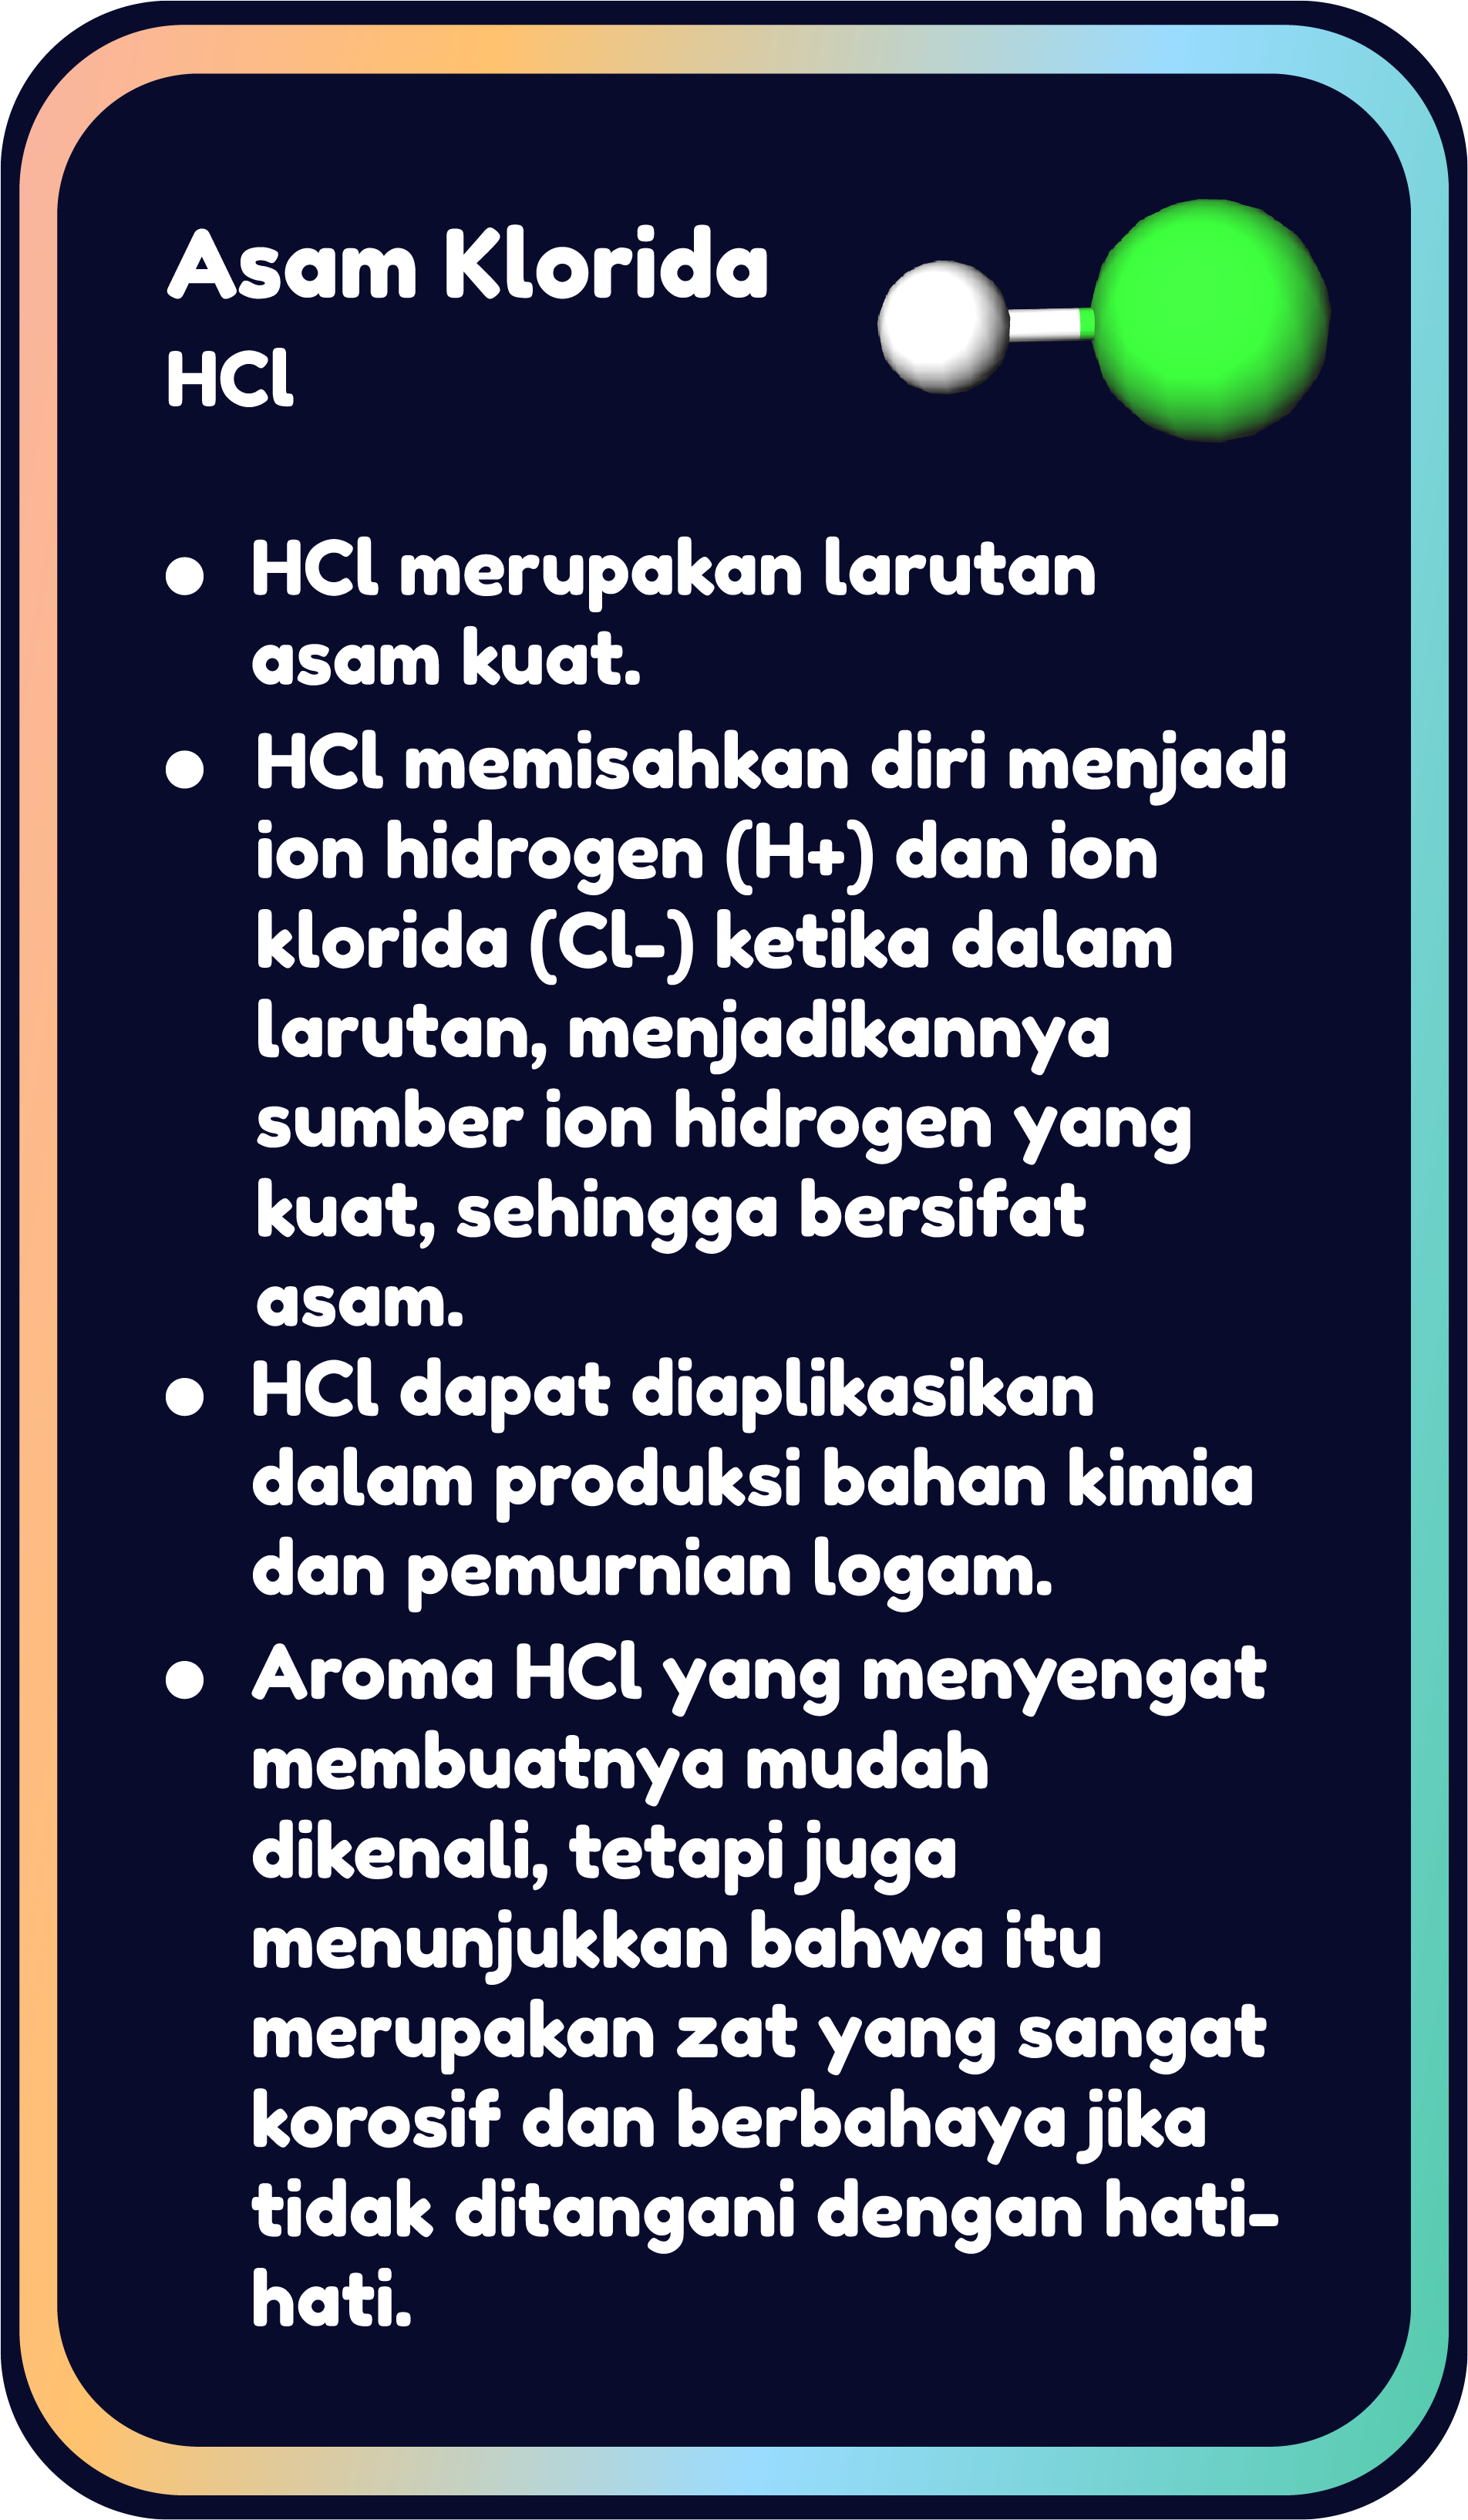 Asam Klorida
HCl
• HCl merupakan larutan
asam kuat.
• HCl memisahkan diri menjadi
ion hidrogen (H+) dan ion
klorida (Cl-) ketika dalam
larutan, menjadikannya
sumber ion hidrogen yang
kuat, sehingga bersifat
asam.
• HCl dapat diaplikasikan
dalam produksi bahan kimia
dan pemurnian logam.
• Aroma HCl yang menyengat
membuatnya mudah
dikenali, tetapi juga
menunjukkan bahwa itu
merupakan zat yang sangat
korosif dan berbahaya jika
tidak ditangani dengan hati-
hati.